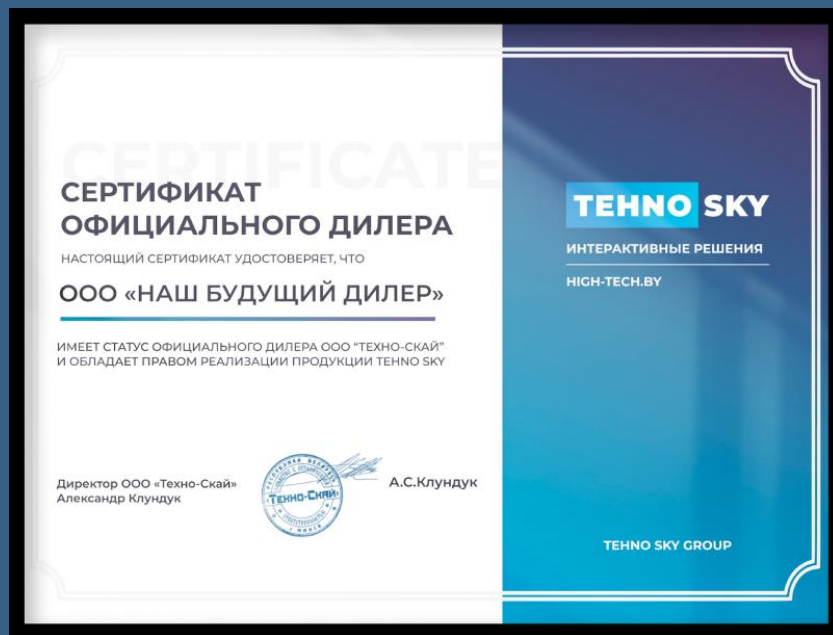 CERTIFICATE
СЕРТИФИКАТ
ОФИЦИАЛЬНОГО ДИЛЕРА
НАСТОЯЩИЙ СЕРТИФИКАТ УДОСТОВЕРЯЕТ, ЧТО
ООО «НАШ БУДУЩИЙ ДИЛЕР»
ИМЕЕТ СТАТУС ОФИЦИАЛЬНОГО ДИЛЕРА ООО "ТЕХНО-СКАЙ"
И ОБЛАДАЕТ ПРАВОМ РЕАЛИЗАЦИИ ПРОДУКЦИИ TEHNO SKY
Директор ООО «Техно-Скай»
Александр Клундук
Техно-Скай
А.С.Клундук
TEHNO SKY
ИНТЕРАКТИВНЫЕ РЕШЕНИЯ
HIGH-TECH.BY
TEHNO SKY GROUP